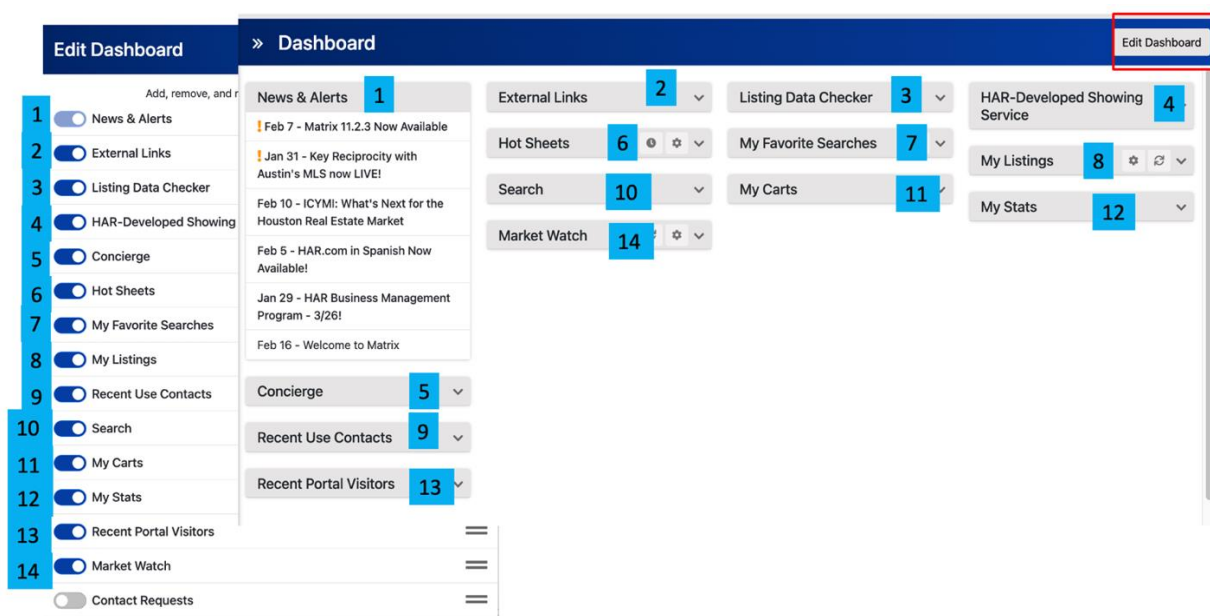 Edit Dashboard
Add, remove, and r
1 News & Alerts
2 External Links
3 Listing Data Checker
4 HAR-Developed Showing
5 Concierge
6 Hot Sheets
7 My Favorite Searches
8 My Listings
9 Recent Use Contacts
10 Search
11 My Carts
12 My Stats
13 Recent Portal Visitors
14 Market Watch
Contact Requests
» Dashboard
Edit Dashboard
News & Alerts 1
! Feb 7 - Matrix 11.2.3 Now Available
! Jan 31 - Key Reciprocity with
Austin's MLS now LIVE!
Feb 10 - ICYMI: What's Next for the
Houston Real Estate Market
Feb 5 - HAR.com in Spanish Now
Available!
Jan 29 - HAR Business Management
Program - 3/26!
Feb 16 - Welcome to Matrix
Concierge 5
Recent Use Contacts 9
Recent Portal Visitors 13
External Links 2
Hot Sheets 6
Search 10
Market Watch 14
Listing Data Checker 3
My Favorite Searches 7
My Carts 11
HAR-Developed Showing
Service 4
My Listings 8
My Stats 12